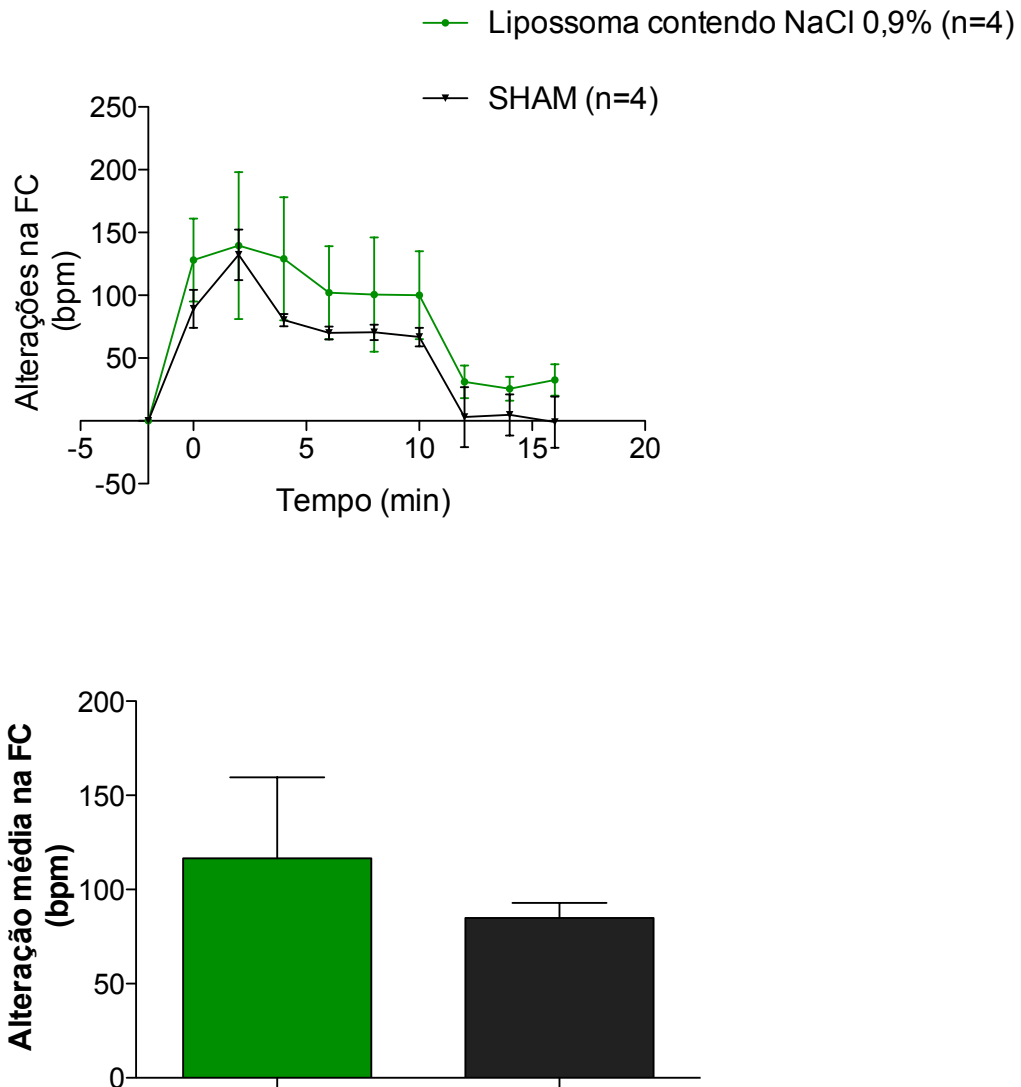 Lipossoma contendo NaCl 0,9% (n=4)
SHAM (n=4)
250
200
150
100
50
-50
Alterações na FC
(bpm)
-5
0
5
10
15
20
Tempo (min)
200
150
100
50
0
Alteração média na FC
(bpm)